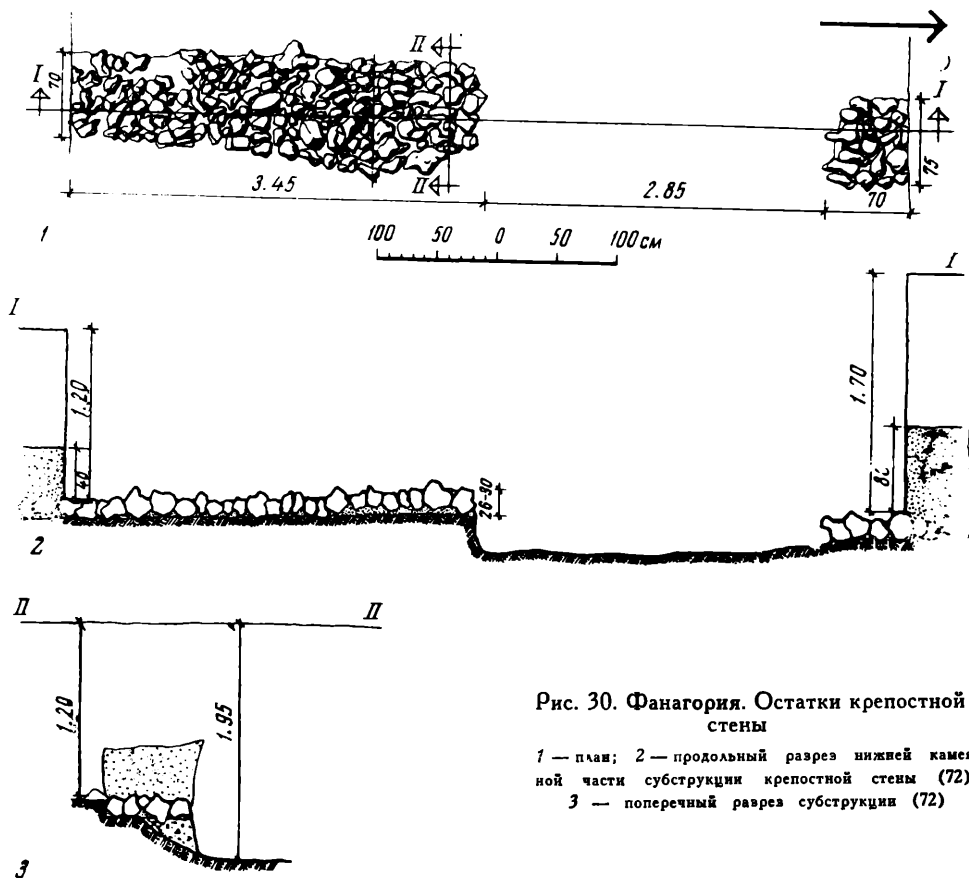 II
I
70
I
II
75
3.45
2.85
70
1
100 50 0 50 100 см
I
I
1.20
1.70
40
26-30
2
II
II
1.20
1.95
Рис. 30. Фанагория. Остатки крепостной
стены
1 — план; 2 — продольный разрез нижней камен
ной части субструкции крепостной стены (72)
3 — поперечный разрез субструкции (72)
3